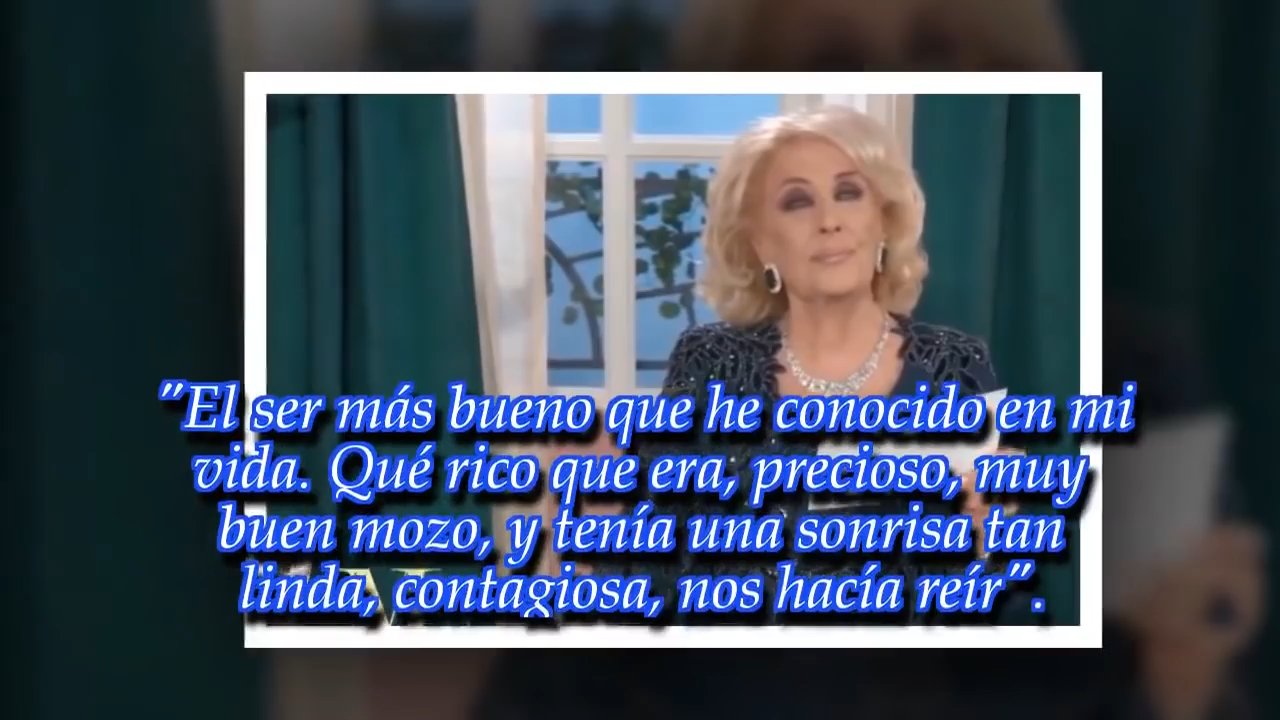 "El ser más bueno que he conocido en mi
vida. Qué rico que era, precioso, muy
buen mozo, y tenía una sonrisa tan
linda, contagiosa, nos hacía reír".